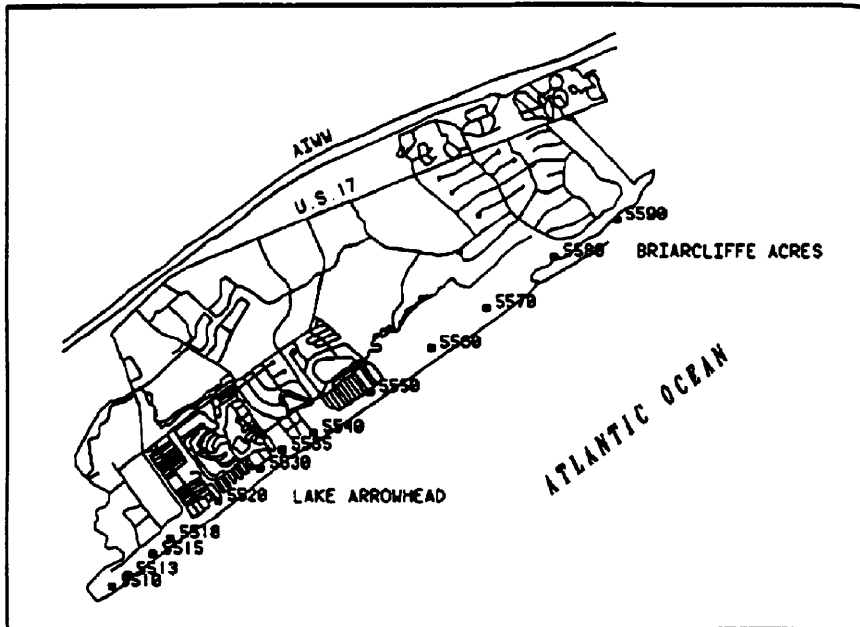 AIWW
U.S.17
5590
5580
BRIARCLIFFE ACRES
5570
5560
5550
ATLANTIC OCEAN
5540
5535
5530
5520
LAKE ARROWHEAD
5518
5515
5513
5510